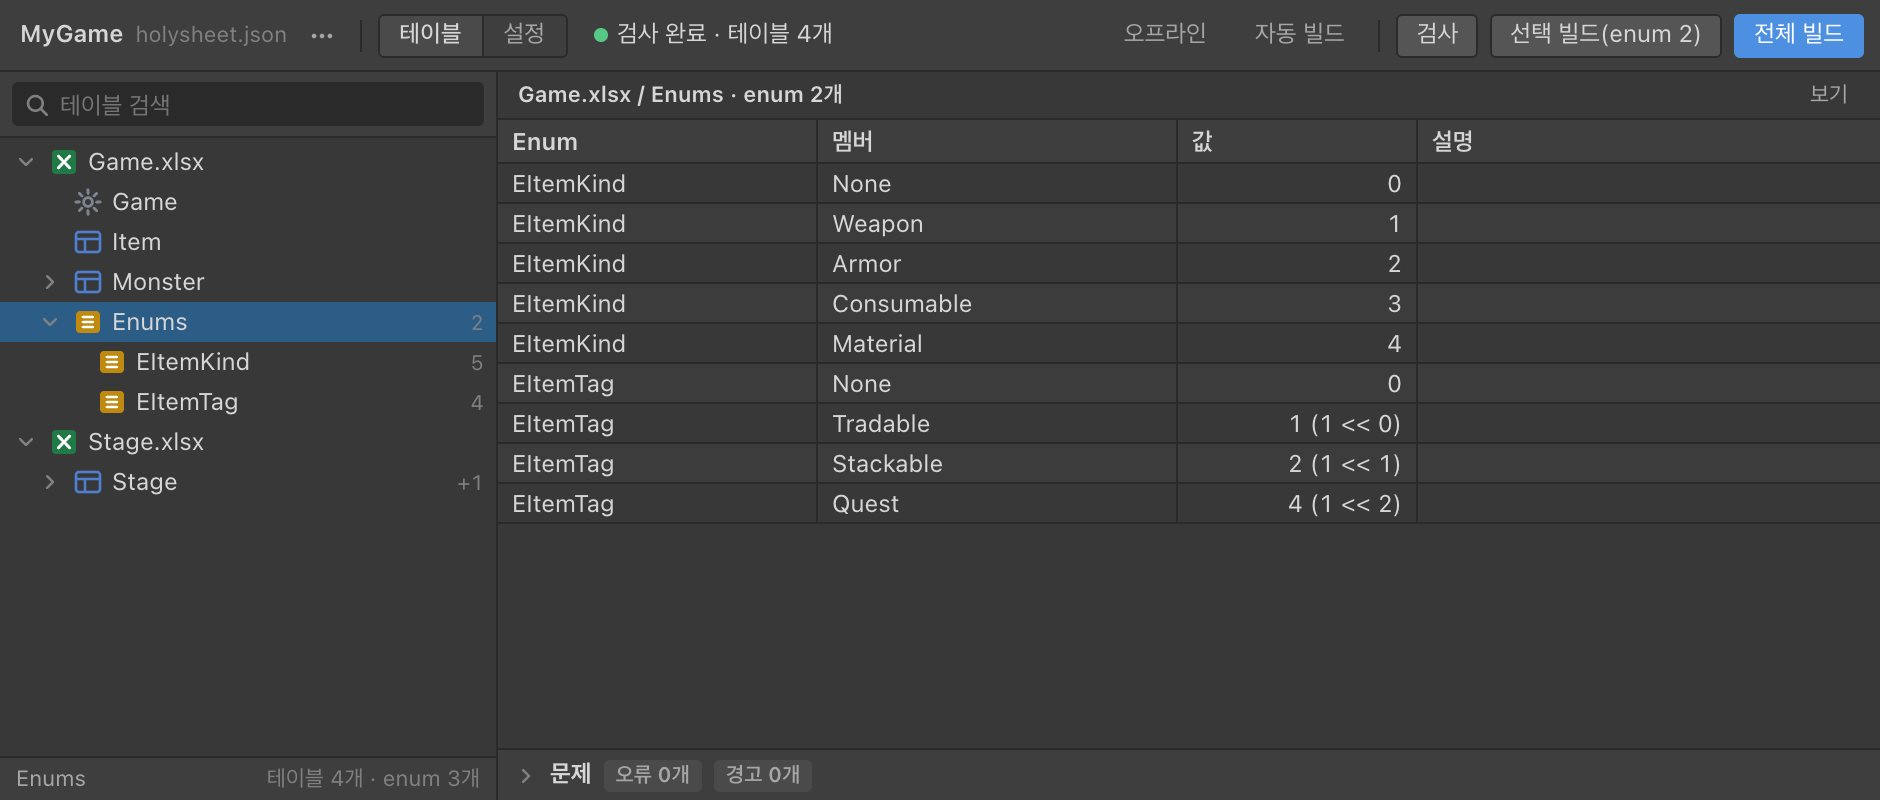 MyGame holysheet.json ••• 테이블 설정 검사 완료 · 테이블 4개 오프라인 자동 빌드 검사 선택 빌드(enum 2) 전체 빌드
테이블 검색
Game.xlsx
Game
Item
Monster
Enums 2
EItemKind 5
EItemTag 4
Stage.xlsx
Stage +1
Enums 테이블 4개 · enum 3개
Game.xlsx / Enums · enum 2개 보기
Enum 멤버 값 설명
EItemKind None 0
EItemKind Weapon 1
EItemKind Armor 2
EItemKind Consumable 3
EItemKind Material 4
EItemTag None 0
EItemTag Tradable 1 (1 << 0)
EItemTag Stackable 2 (1 << 1)
EItemTag Quest 4 (1 << 2)
문제 오류 0개 경고 0개